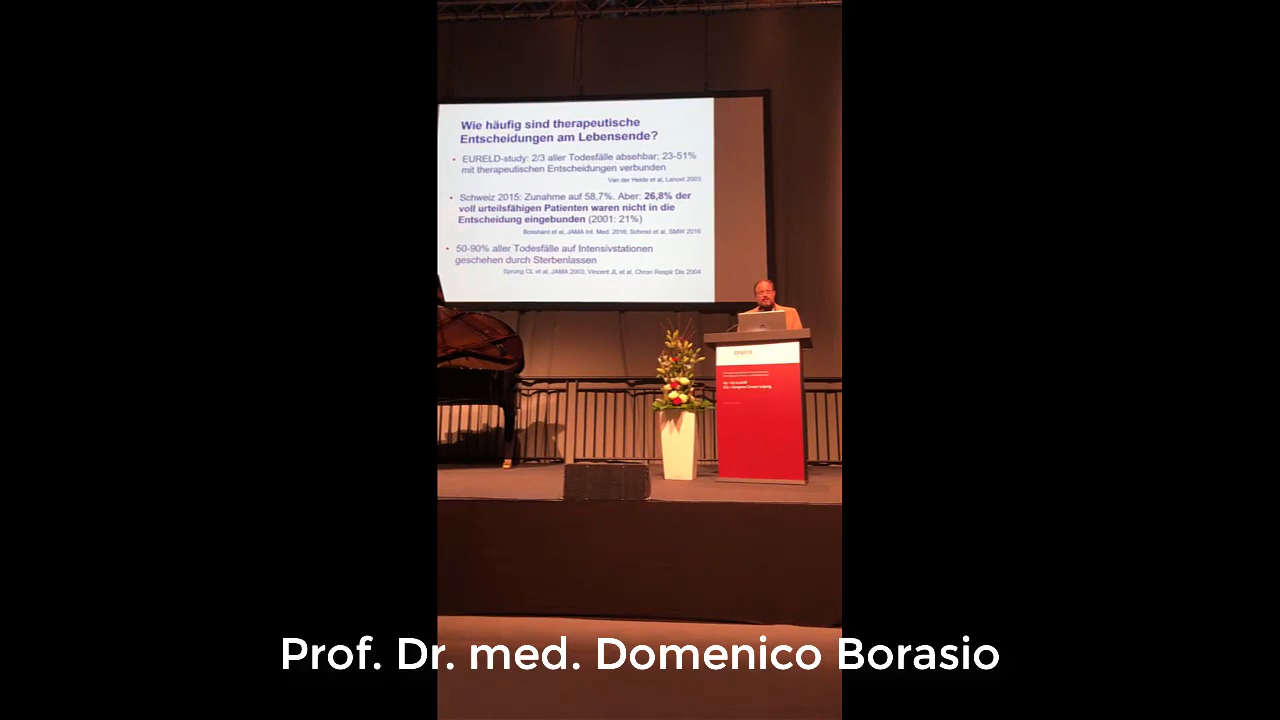 Wie häufig sind therapeutische
Entscheidungen am Lebensende?
• EURELD-study: 2/3 aller Todesfälle absehbar; 23-51%
mit therapeutischen Entscheidungen verbunden
Van der Heide et al, Lancet 2003
• Schweiz 2015: Zunahme auf 58,7%. Aber: 26,8% der
voll urteilsfähigen Patienten waren nicht in die
Entscheidung eingebunden (2001: 21%)
Bosshard et al, JAMA Int. Med. 2016; Schmid et al, SMW 2016
• 50-90% aller Todesfälle auf Intensivstationen
geschehen durch Sterbenlassen
Sprung CL et al, JAMA 2003, Vincent JL et al, Chron Respir Dis 2004
CCL - Congress Center Leipzig
Prof. Dr. med. Domenico Borasio